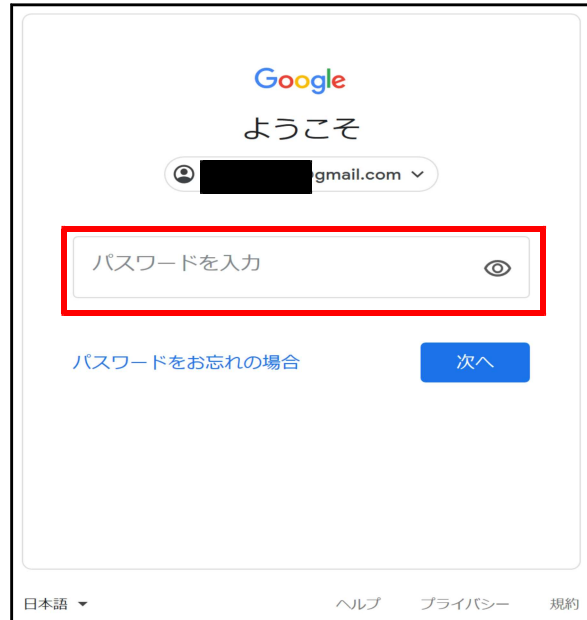 Google
ようこそ
@gmail.com
パスワードを入力
パスワードをお忘れの場合
次へ
日本語
ヘルプ プライバシー 規約